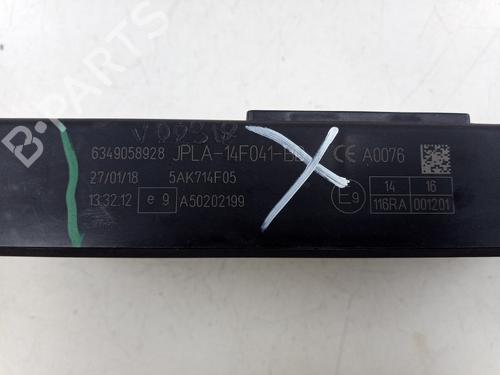 6349058928 JPLA-14F041-B CE A0076
27/01/18 5AK714F05
13.32.12 e 9 A50202199
E9 14 16
116RA 001201
B-PARTS